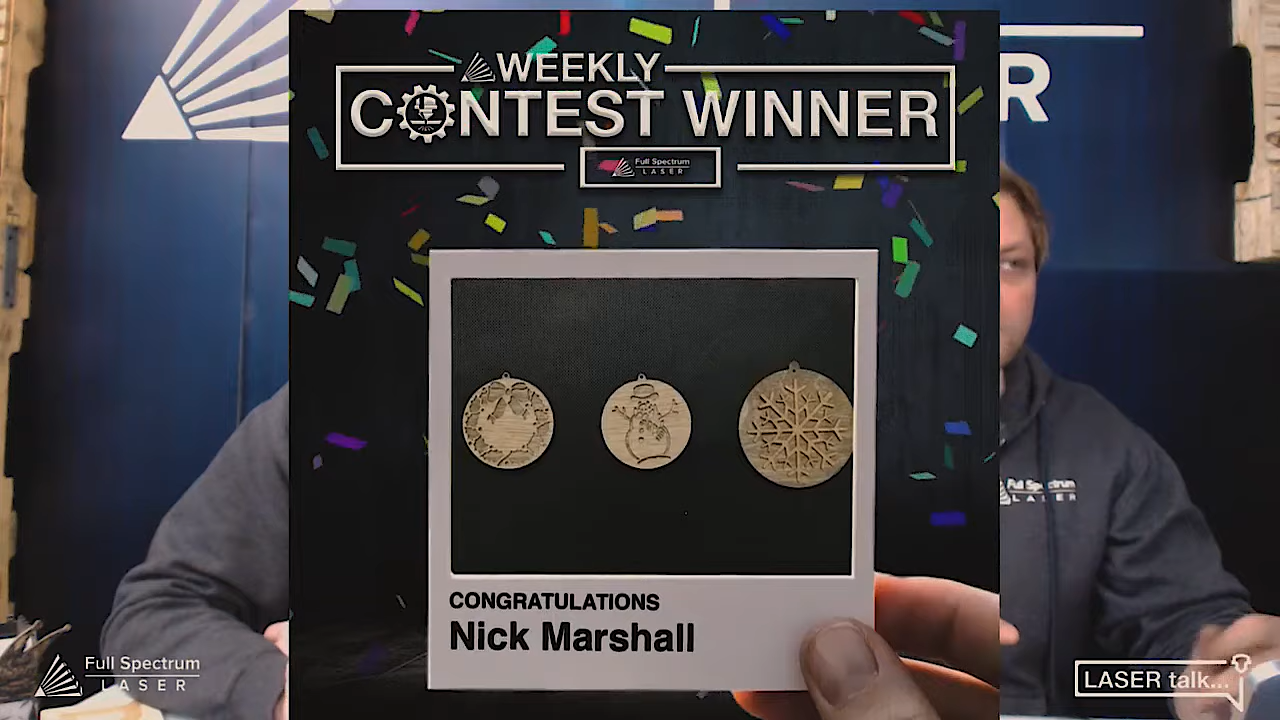 WEEKLY
CONTEST WINNER
Full Spectrum
LASER
R
CONGRATULATIONS
Nick Marshall
Full Spectrum
LASER
Full Spectrum
LASER
LASER talk...